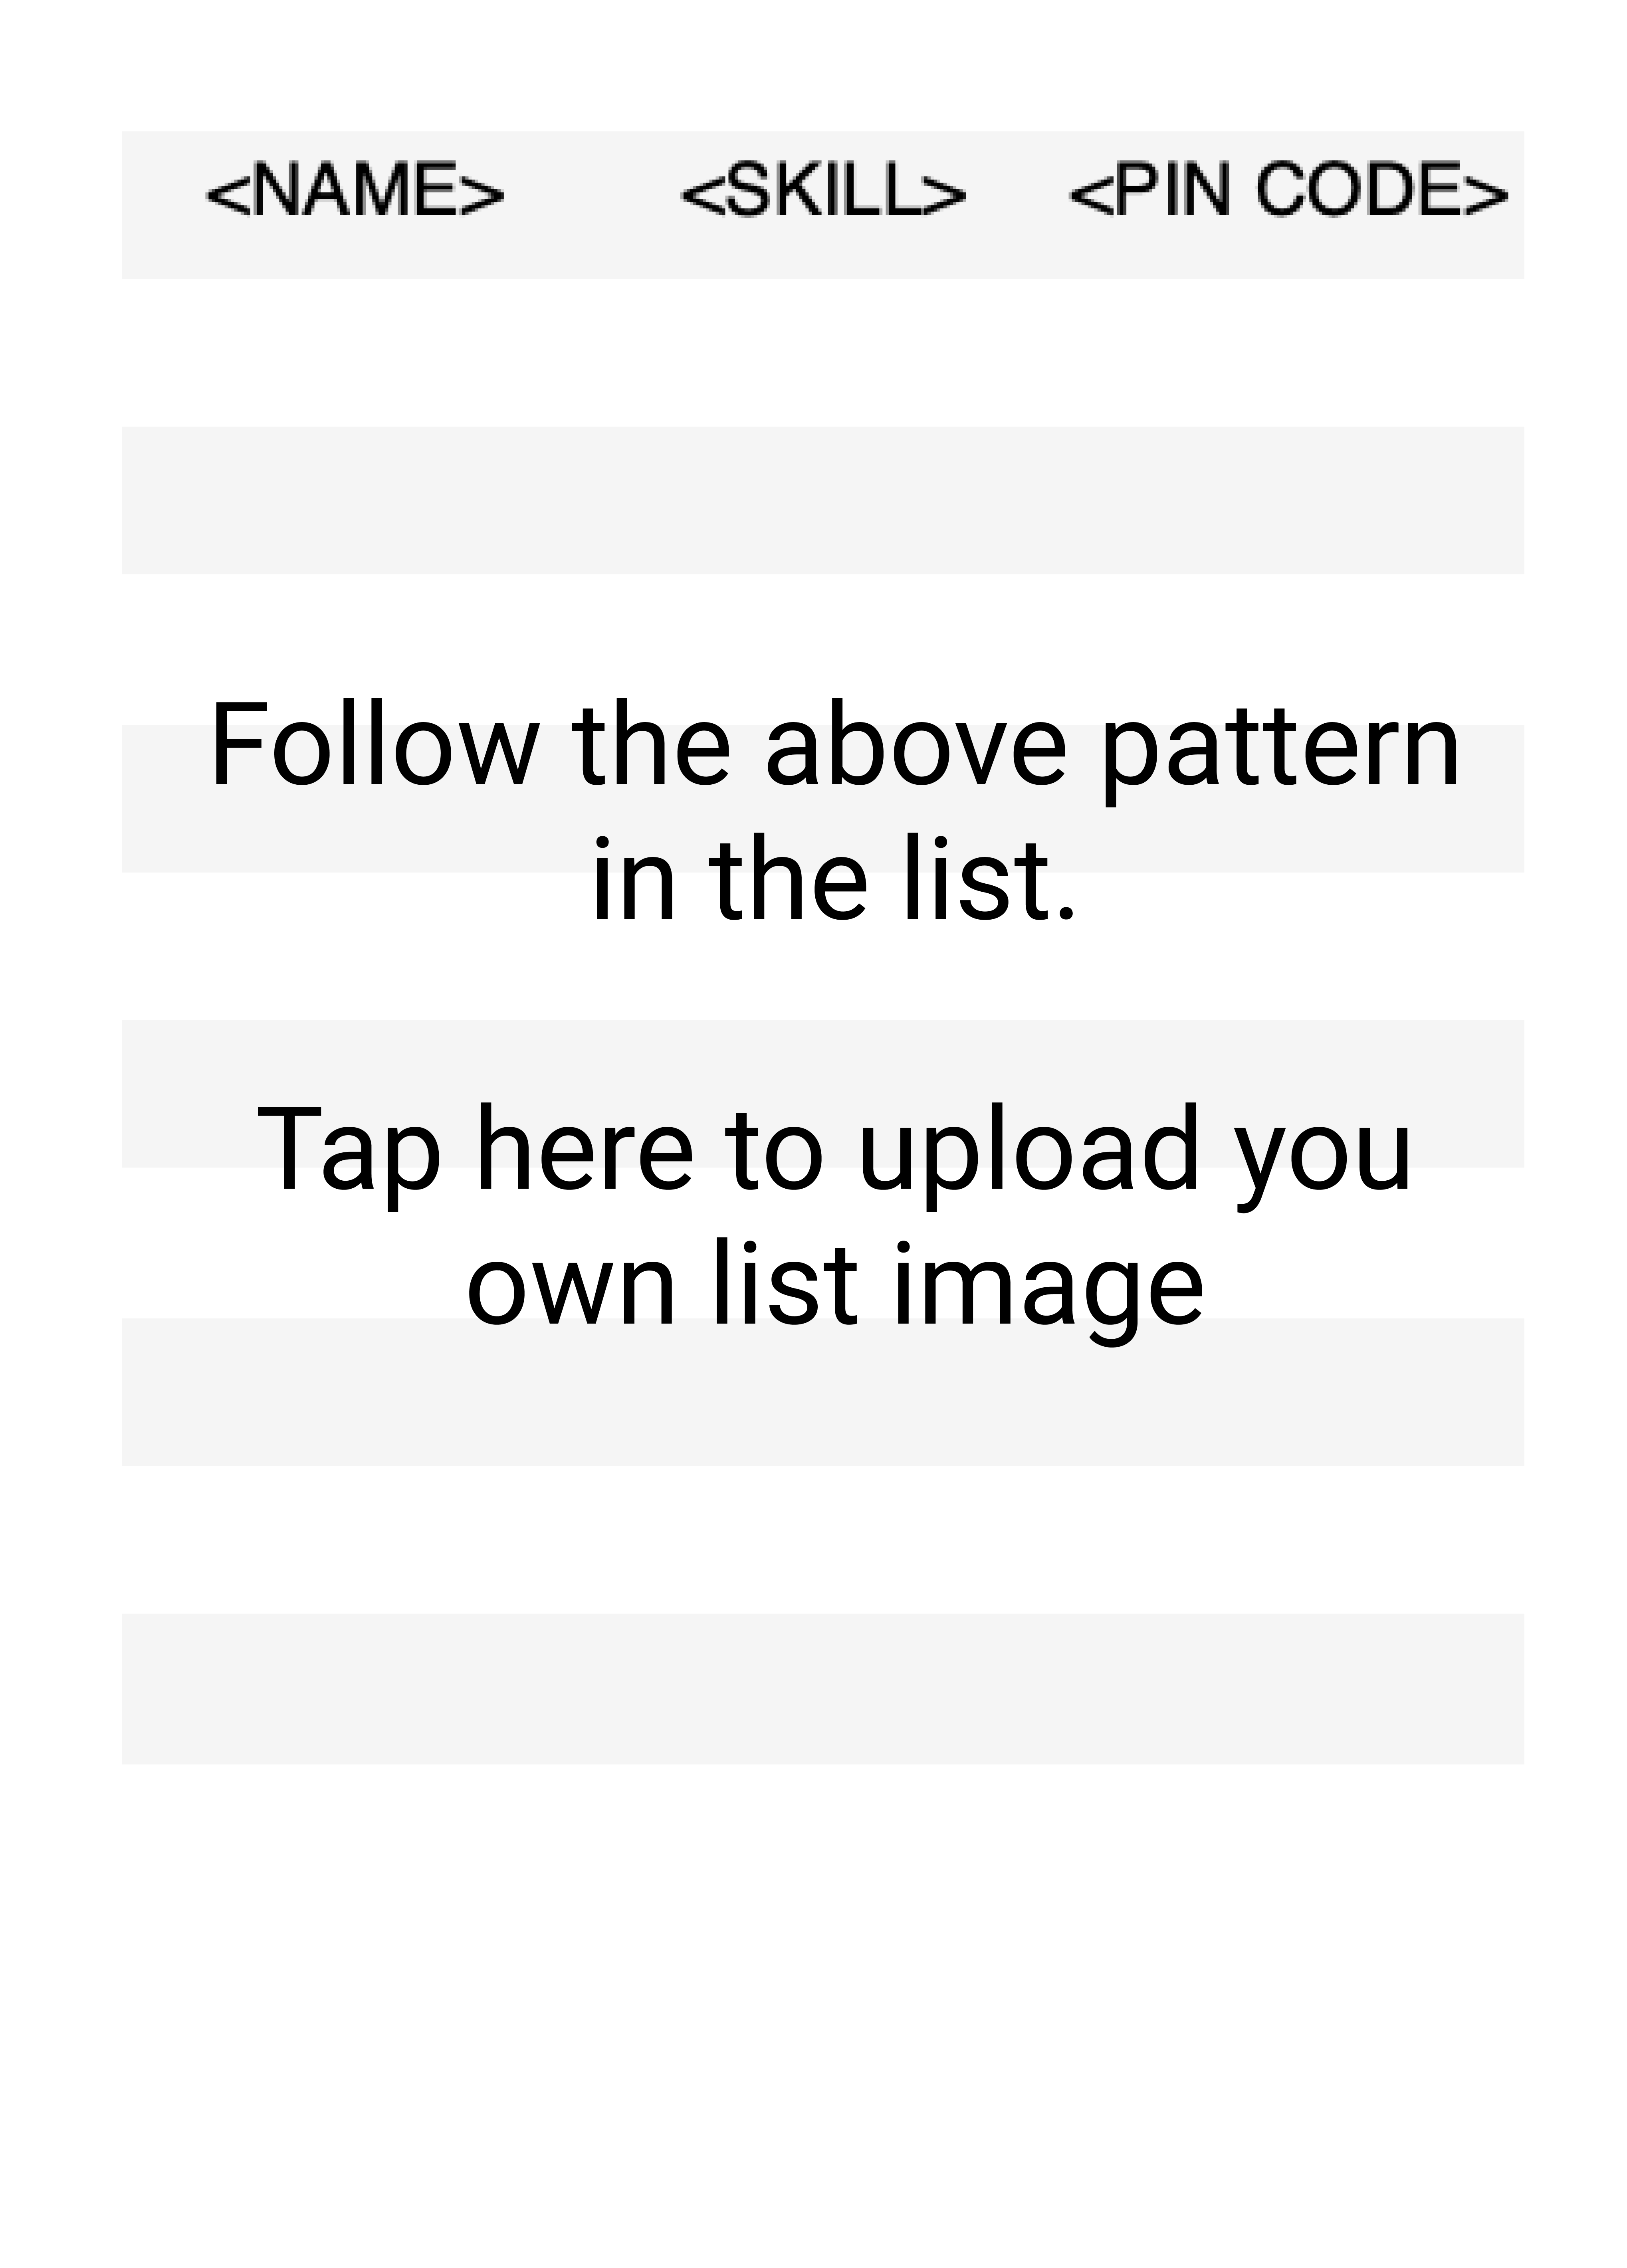 <NAME> <SKILL> <PIN CODE>
Follow the above pattern
in the list.
Tap here to upload you
own list image